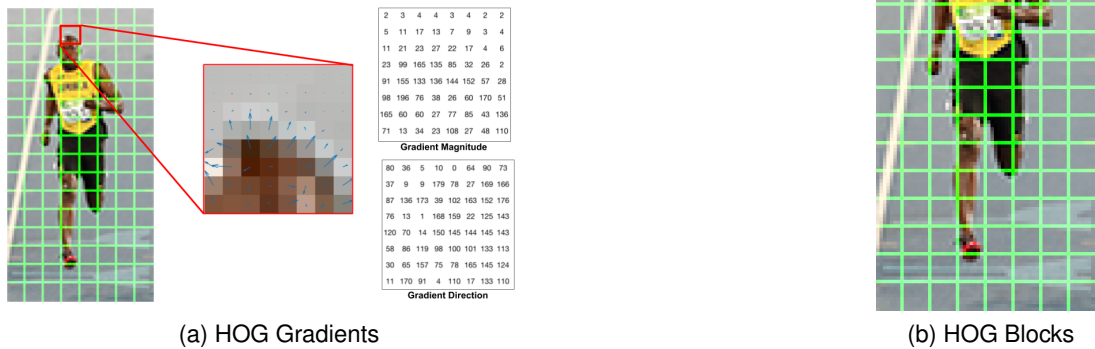 2 3 4 4 3 4 2 2
5 11 17 13 7 9 3 4
11 21 23 27 22 17 4 6
23 99 165 135 85 32 26 2
91 155 133 136 144 152 57 28
98 196 76 38 26 60 170 51
165 60 60 27 77 85 43 136
71 13 34 23 108 27 48 110
Gradient Magnitude
80 36 5 10 0 64 90 73
37 9 9 179 78 27 169 166
87 136 173 39 102 163 152 176
76 13 1 168 159 22 125 143
120 70 14 150 145 144 145 143
58 86 119 98 100 101 133 113
30 65 157 75 78 165 145 124
11 170 91 4 110 17 133 110
Gradient Direction
(a) HOG Gradients
(b) HOG Blocks